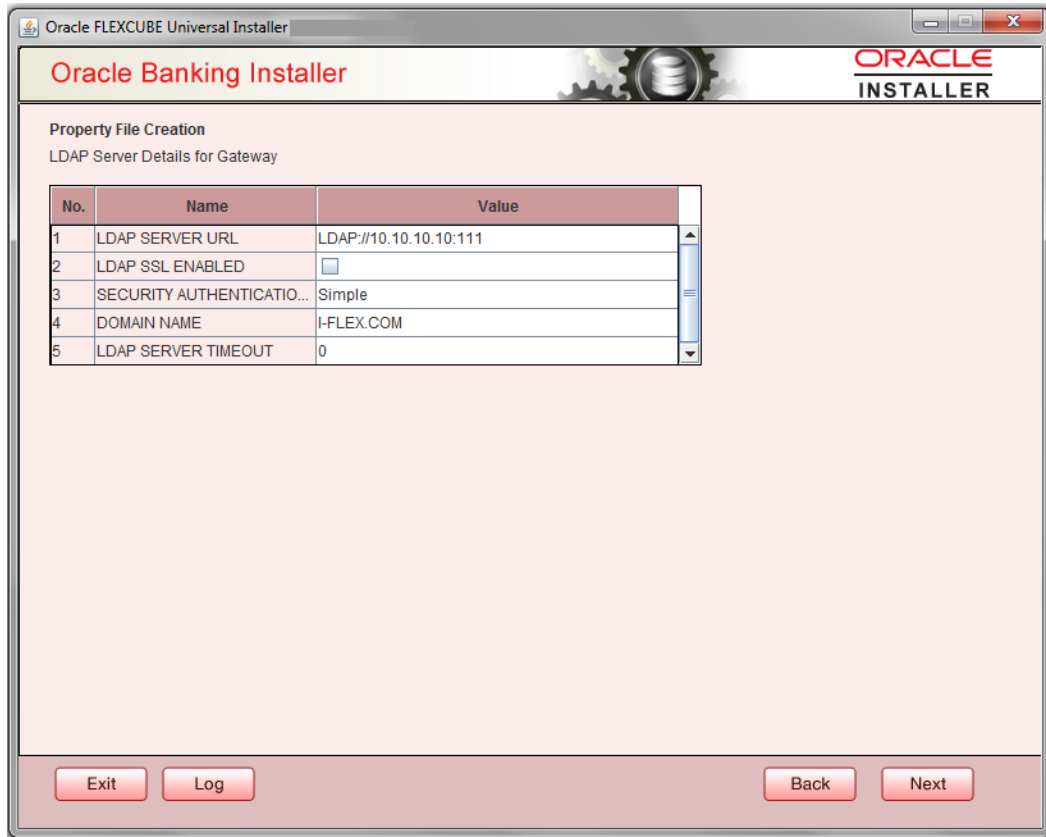 Oracle FLEXCUBE Universal Installer
Oracle Banking Installer
ORACLE
INSTALLER
Property File Creation
LDAP Server Details for Gateway
No. Name Value
1 LDAP SERVER URL LDAP://10.10.10.10:111
2 LDAP SSL ENABLED
3 SECURITY AUTHENTICATIO... Simple
4 DOMAIN NAME I-FLEX.COM
5 LDAP SERVER TIMEOUT 0
Exit Log Back Next